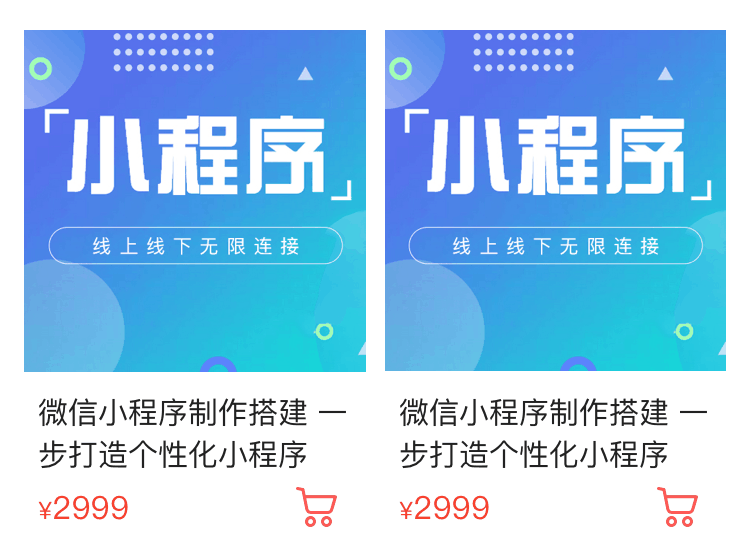 「小程序」
线上线下无限连接
微信小程序制作搭建 一
步打造个性化小程序
¥2999
「小程序」
线上线下无限连接
微信小程序制作搭建 一
步打造个性化小程序
¥2999